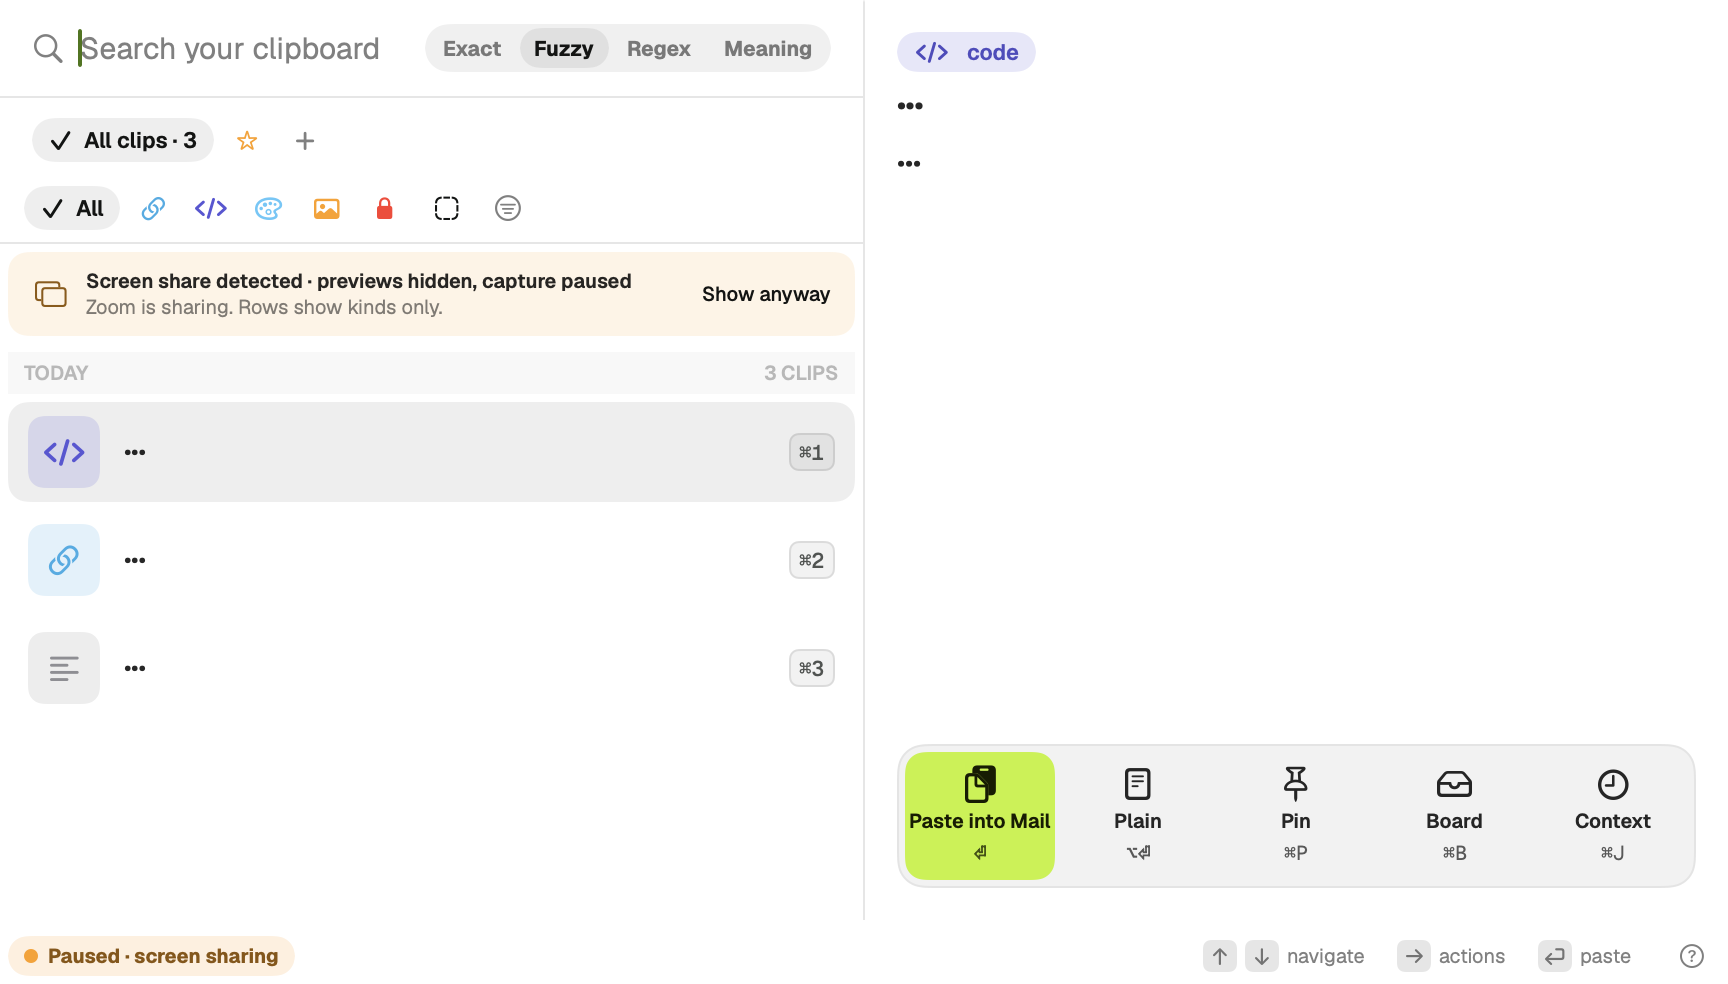 Search your clipboard
Exact Fuzzy Regex Meaning
All clips · 3
All
Screen share detected · previews hidden, capture paused
Zoom is sharing. Rows show kinds only.
Show anyway
TODAY 3 CLIPS
••• ⌘1
••• ⌘2
••• ⌘3
</> code
•••
•••
Paste into Mail
⏎
Plain
⌥⏎
Pin
⌘P
Board
⌘B
Context
⌘J
Paused · screen sharing
↑ ↓ navigate → actions ↩ paste ?